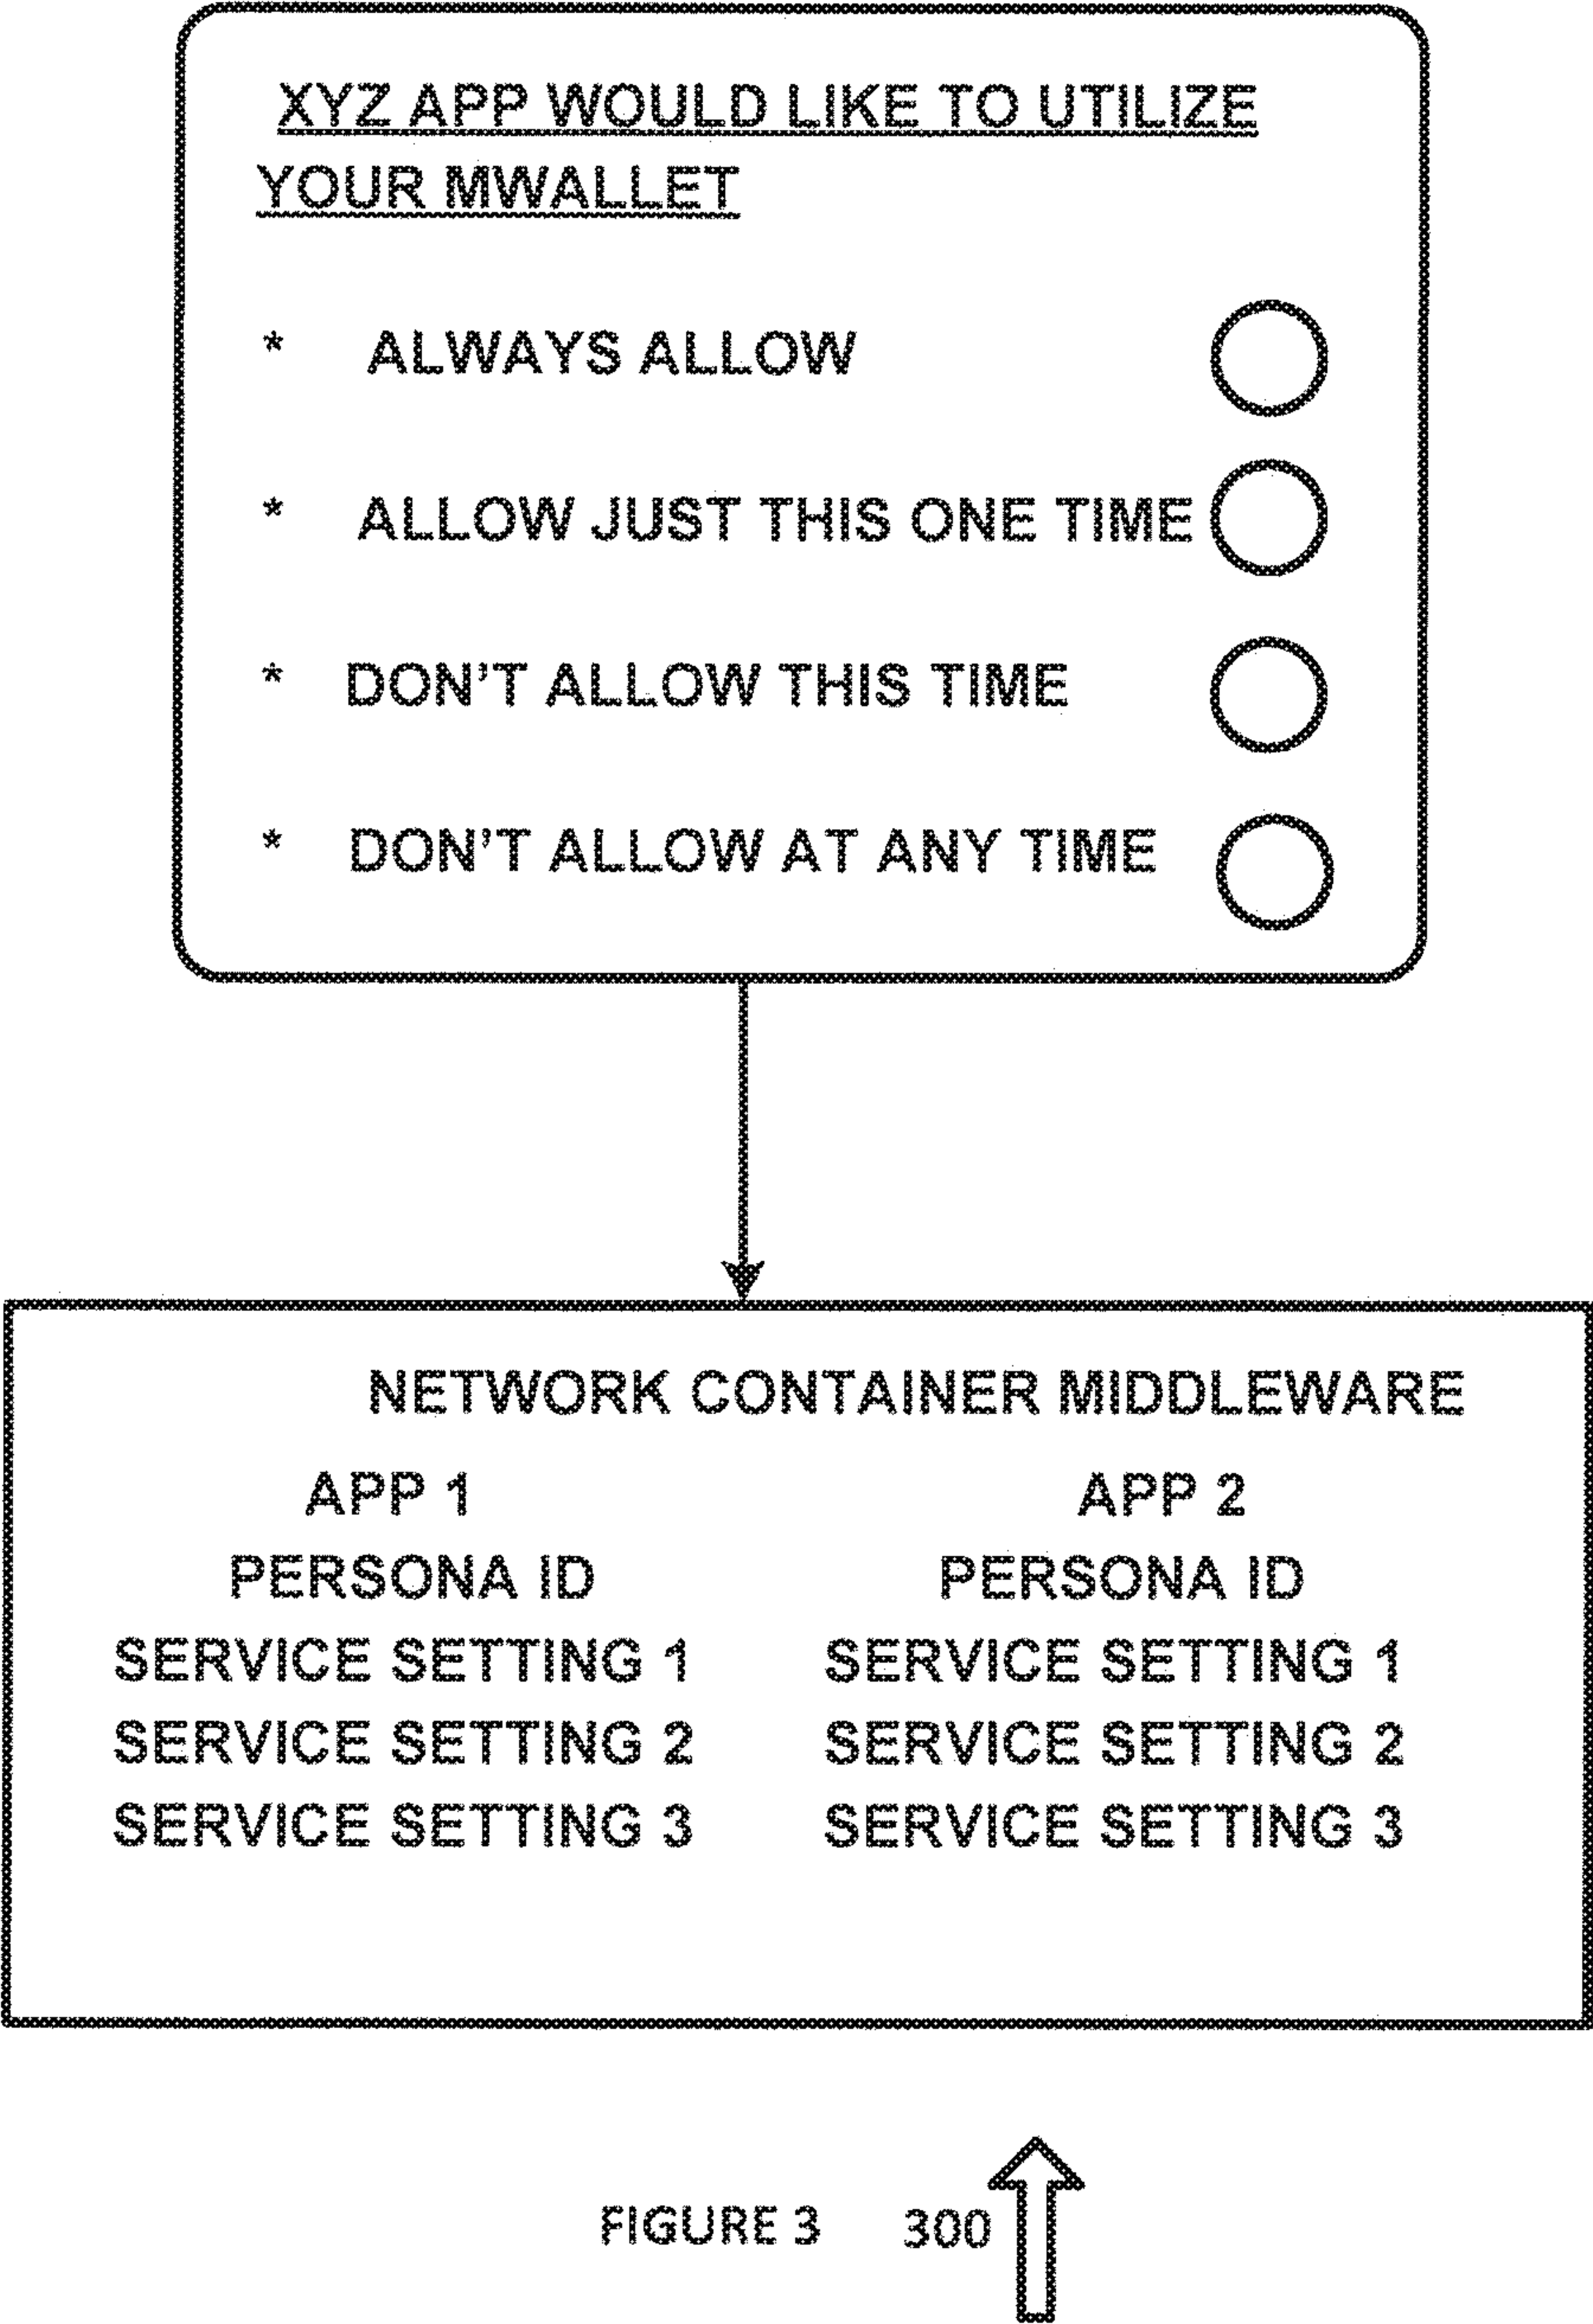 XYZ APP WOULD LIKE TO UTILIZE
YOUR MWALLET
* ALWAYS ALLOW
* ALLOW JUST THIS ONE TIME
* DON'T ALLOW THIS TIME
* DON'T ALLOW AT ANY TIME
NETWORK CONTAINER MIDDLEWARE
APP 1 APP 2
PERSONA ID PERSONA ID
SERVICE SETTING 1 SERVICE SETTING 1
SERVICE SETTING 2 SERVICE SETTING 2
SERVICE SETTING 3 SERVICE SETTING 3
FIGURE 3 300